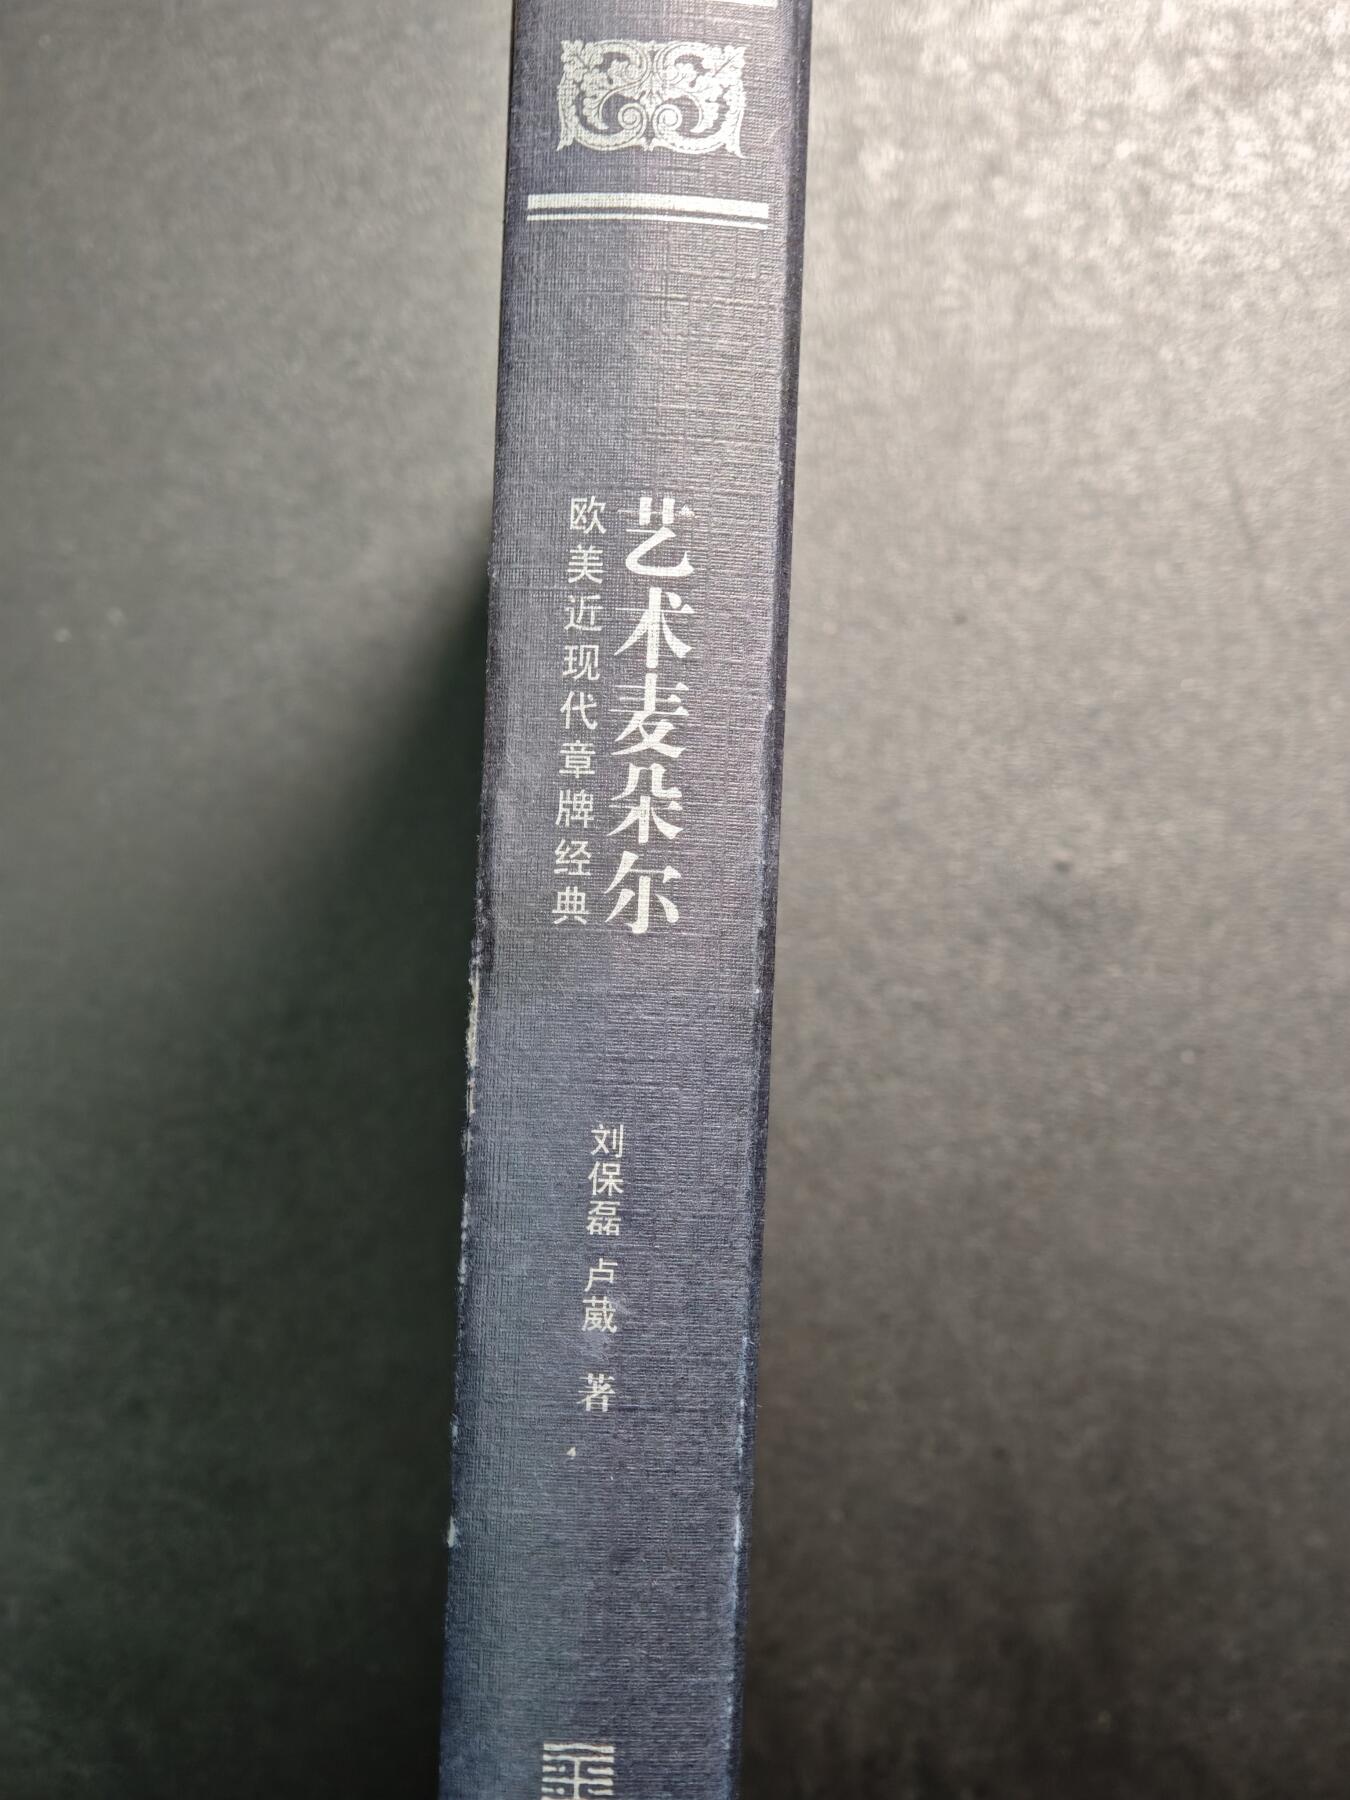 艺术麦朵尔
欧美近现代章牌经典
刘保磊 卢葳 著